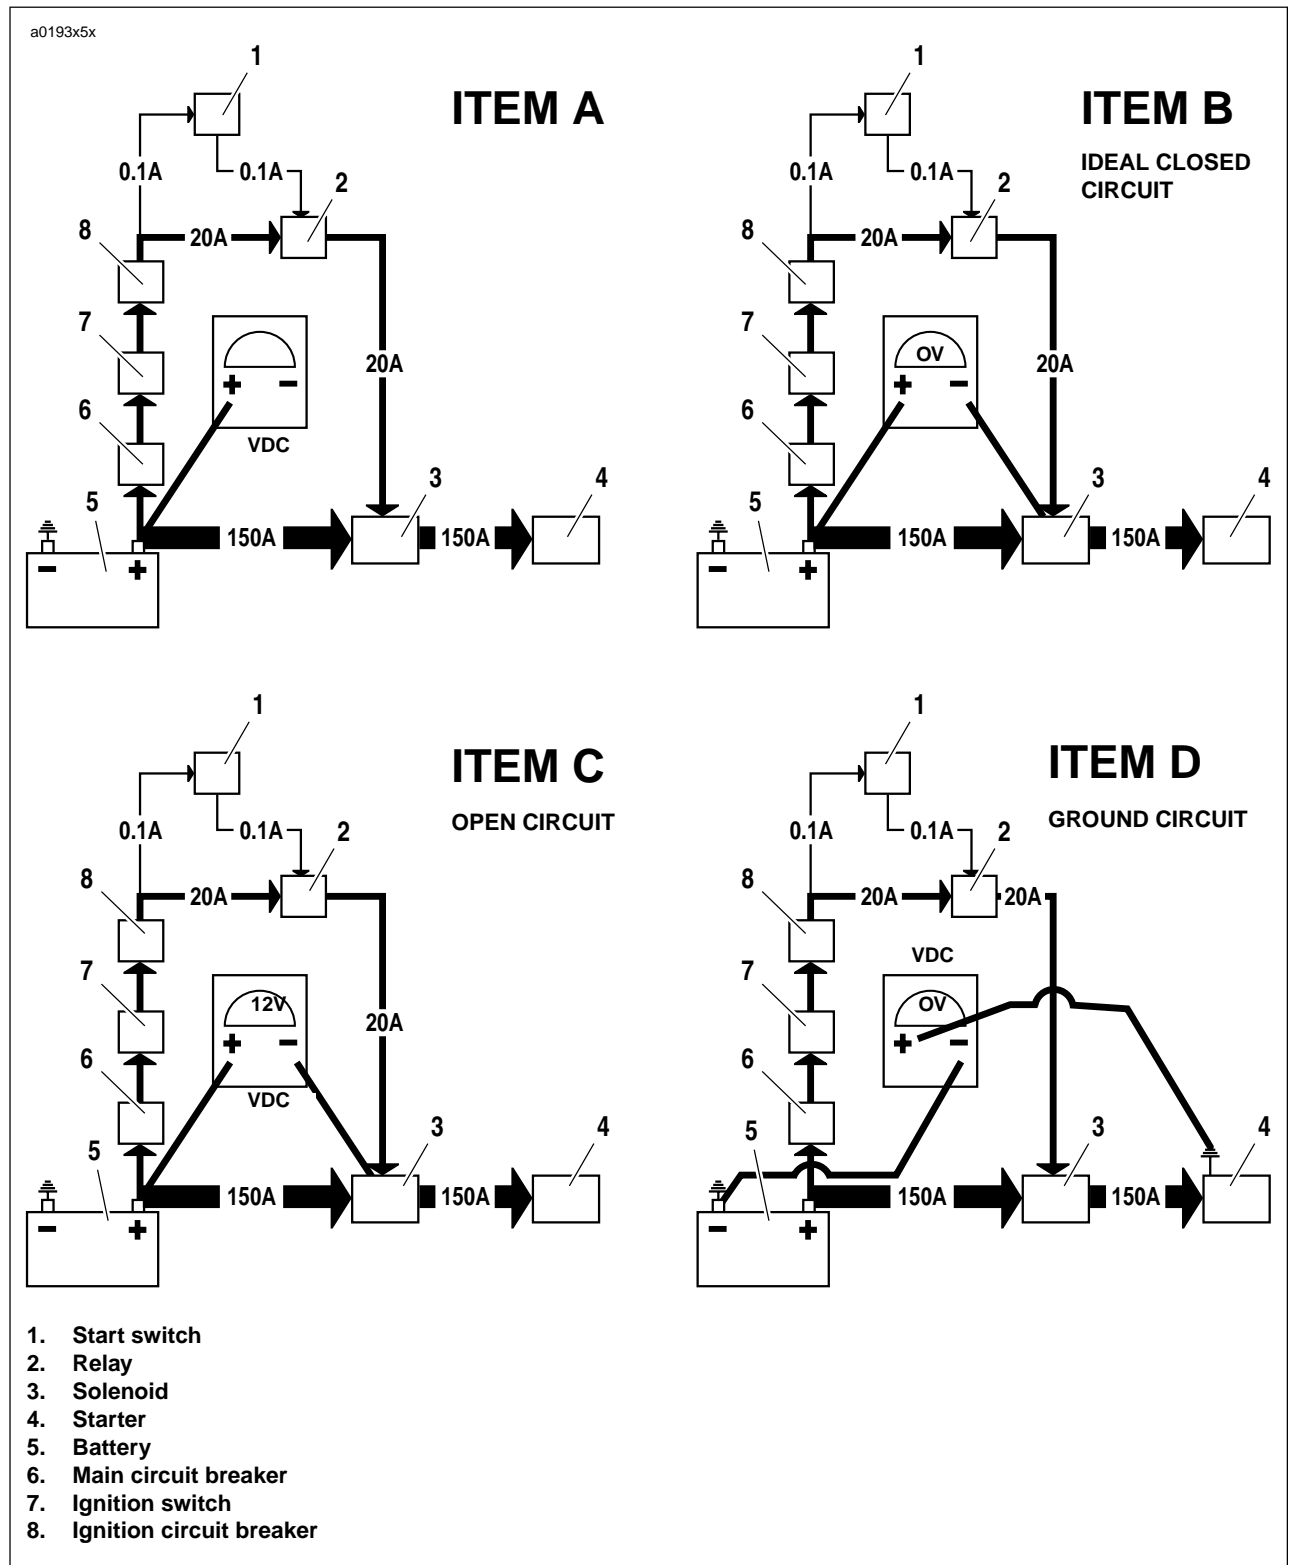 a0193x5x
1
ITEM A
0.1A
0.1A
2
8
20A
7
20A
+ −
6
VDC
3
4
5
150A
150A
− +
1
ITEM B
IDEAL CLOSED
CIRCUIT
0.1A
0.1A
2
8
20A
7
OV
20A
+ −
6
3
4
5
150A
150A
− +
1
ITEM C
OPEN CIRCUIT
0.1A
0.1A
2
8
20A
7
12V
20A
+ −
6
VDC
3
4
5
150A
150A
− +
1
ITEM D
GROUND CIRCUIT
0.1A
0.1A
2
8
20A
20A
VDC
7
OV
+ −
6
5
3
4
150A
150A
− +
1. Start switch
2. Relay
3. Solenoid
4. Starter
5. Battery
6. Main circuit breaker
7. Ignition switch
8. Ignition circuit breaker